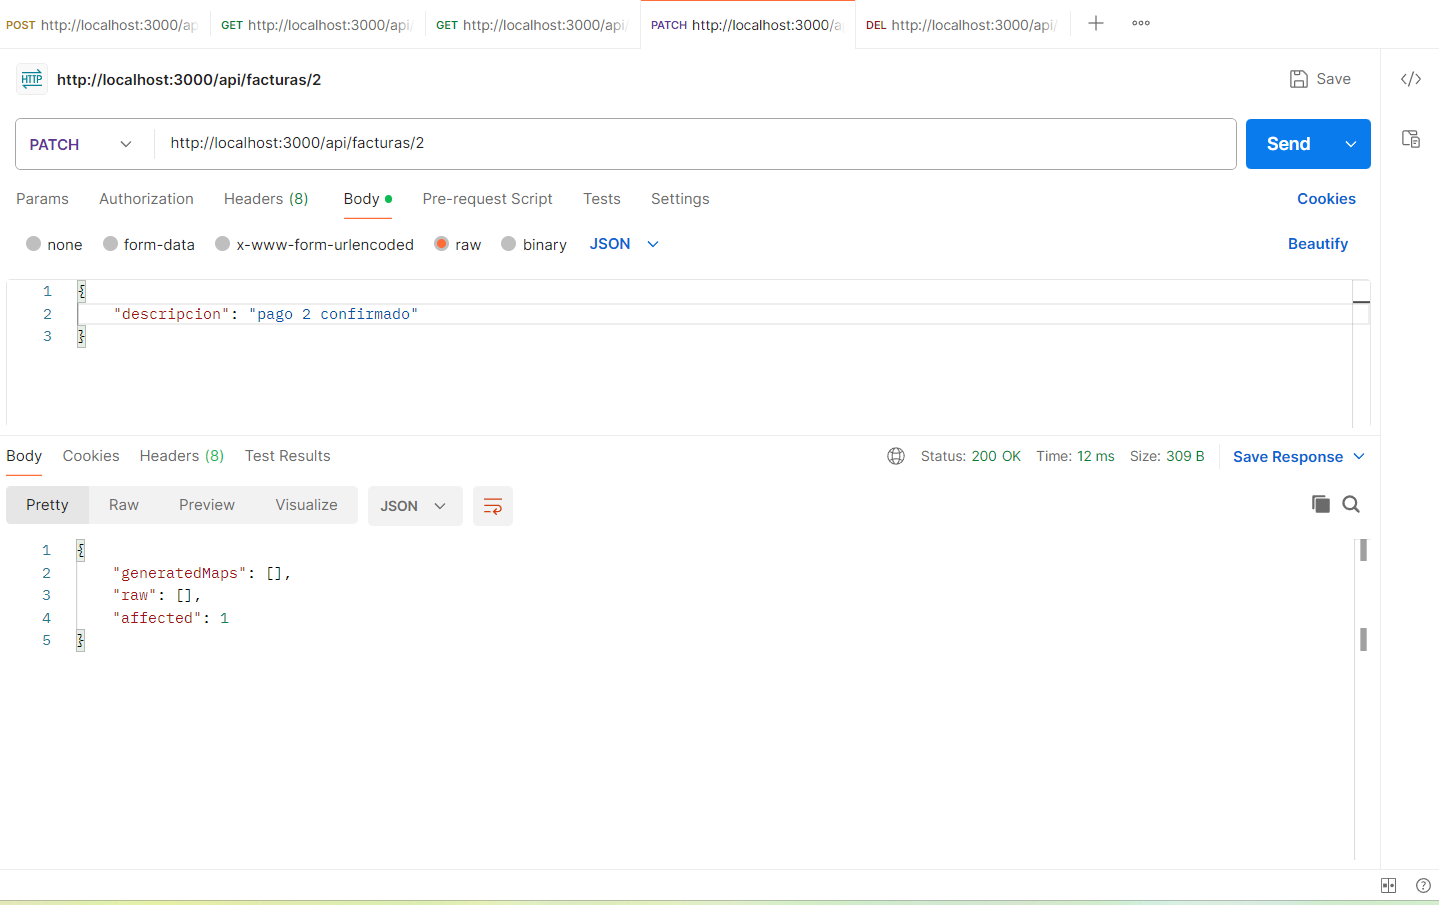 POST http://localhost:3000/ap GET http://localhost:3000/api/ GET http://localhost:3000/api/ PATCH http://localhost:3000/a DEL http://localhost:3000/api/
HTTP http://localhost:3000/api/facturas/2 Save
PATCH http://localhost:3000/api/facturas/2 Send
Params Authorization Headers (8) Body Pre-request Script Tests Settings Cookies
none form-data x-www-form-urlencoded raw binary JSON Beautify
1 {
2 "descripcion": "pago 2 confirmado"
3 }
Body Cookies Headers (8) Test Results Status: 200 OK Time: 12 ms Size: 309 B Save Response
Pretty Raw Preview Visualize JSON
1 {
2 "generatedMaps": [],
3 "raw": [],
4 "affected": 1
5 }